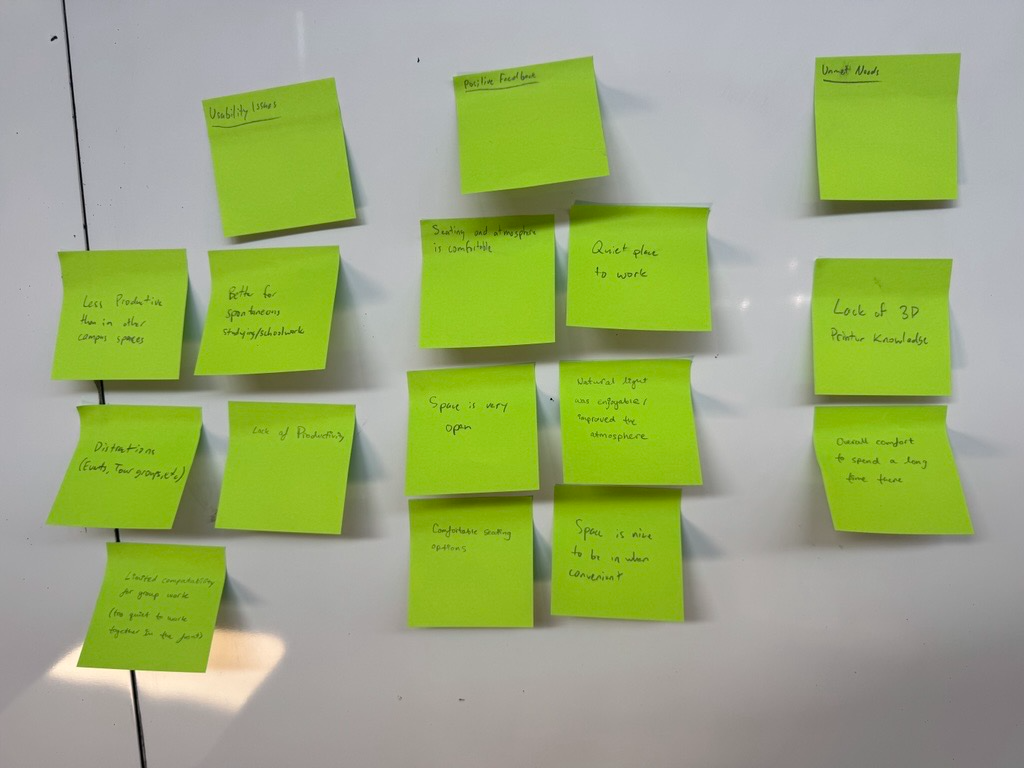 Usability Issues
Less Productive
than in other
campus spaces
Better for
spontaneous
studying/schoolwork
Distractions
(Events, Tour groups, etc.)
Lack of Productivity
Limited compatability
for group work
(too quiet to work
together in the front)
Positive Feedback
Seating and atmosphere
is comfortable
Quiet place
to work
Space is very
open
Natural light
was enjoyable/
improved the
atmosphere
Comfortable seating
options
Space is nice
to be in when
convenient
Unmet Needs
Lack of 3D
Printer Knowledge
Overall comfort
to spend a long
time there